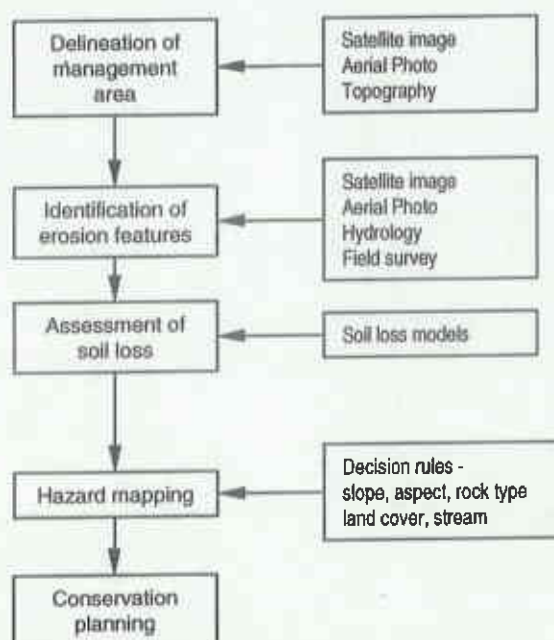 Delineation of
management
area
Satellite image
Aerial Photo
Topography
Identification of
erosion features
Satellite image
Aerial Photo
Hydrology
Field survey
Assessment of
soil loss
Soil loss models
Hazard mapping
Decision rules -
slope, aspect, rock type
land cover, stream
Conservation
planning